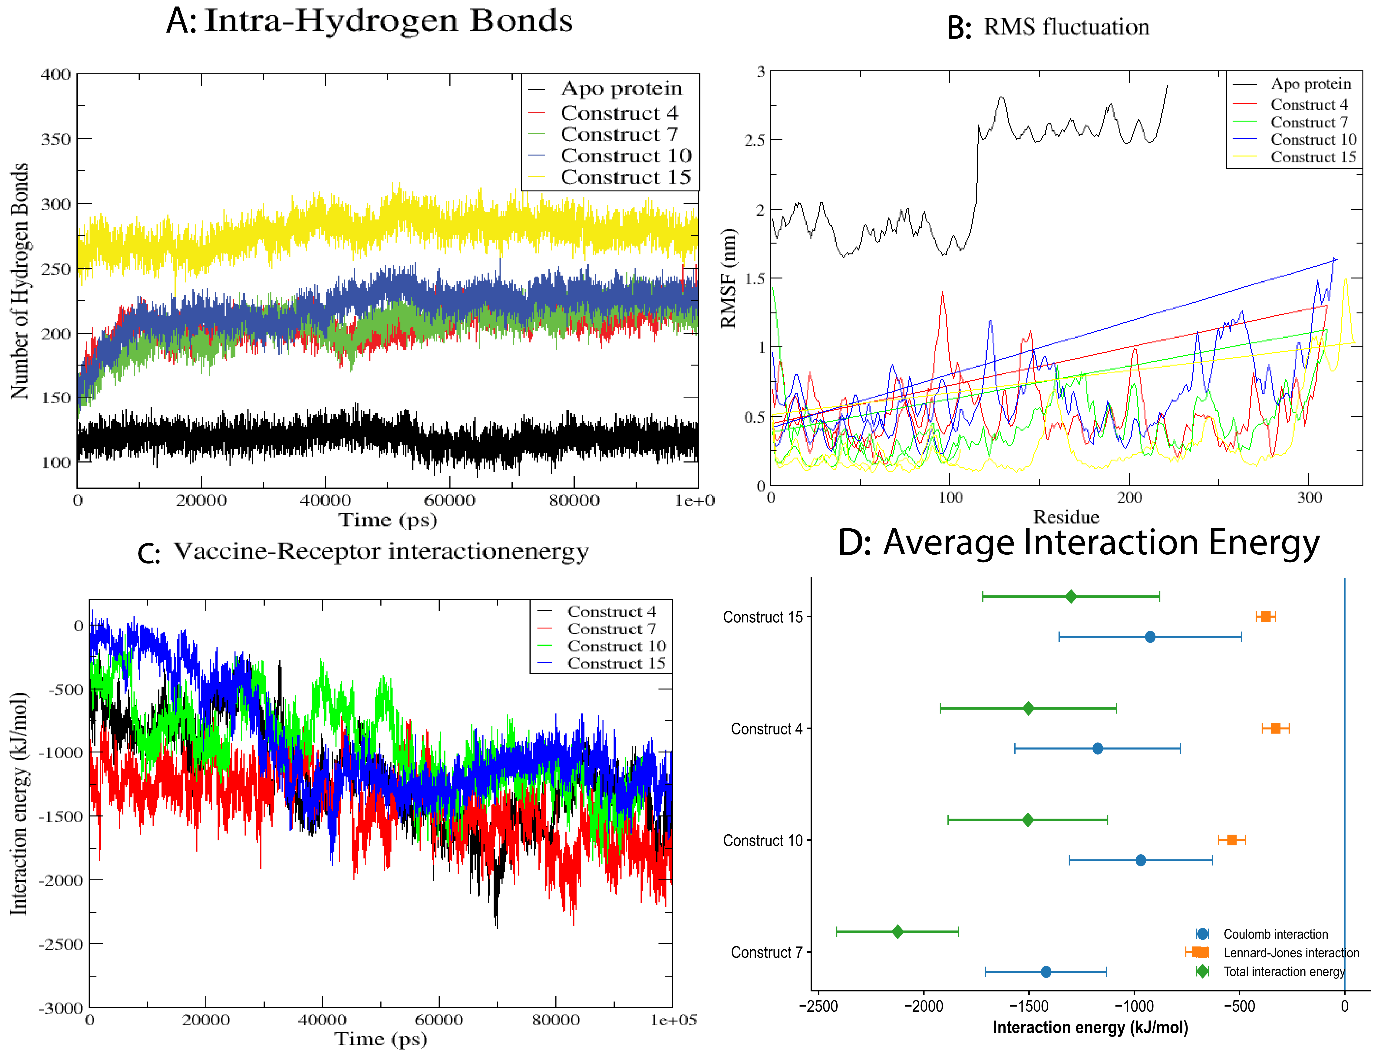 A: Intra-Hydrogen Bonds
400
350
300
250
200
150
100
Number of Hydrogen Bonds
Apo protein
Construct 4
Construct 7
Construct 10
Construct 15
0
20000
40000
60000
80000
1e+0
Time (ps)
B: RMS fluctuation
3
2.5
2
1.5
1
0.5
0
RMSF (nm)
Apo protein
Construct 4
Construct 7
Construct 10
Construct 15
0
100
200
300
Residue
C: Vaccine-Receptor interactionenergy
0
-500
-1000
-1500
-2000
-2500
-3000
Interaction energy (kJ/mol)
Construct 4
Construct 7
Construct 10
Construct 15
0
20000
40000
60000
80000
1e+05
Time (ps)
D: Average Interaction Energy
Construct 15
Construct 4
Construct 10
Construct 7
Coulomb interaction
Lennard-Jones interaction
Total interaction energy
−2500
−2000
−1500
−1000
−500
0
Interaction energy (kJ/mol)